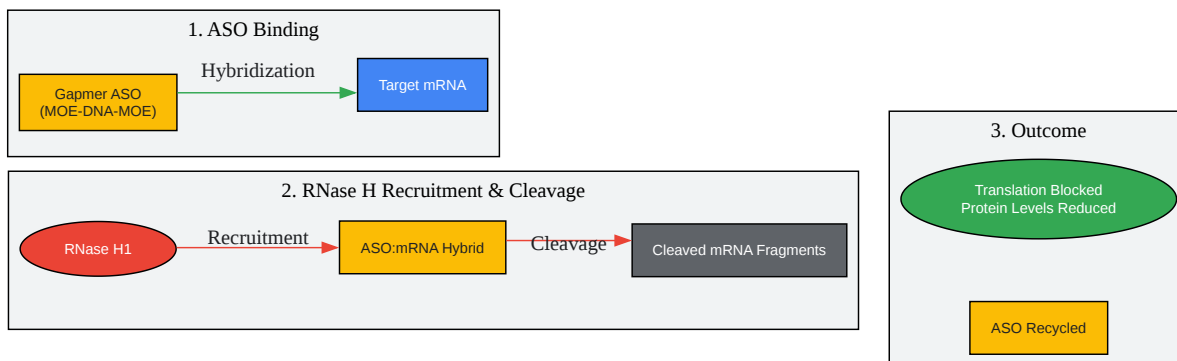 1. ASO Binding
Hybridization
Gapmer ASO
(MOE-DNA-MOE)
Target mRNA
2. RNase H Recruitment & Cleavage
RNase H1
Recruitment
ASO:mRNA Hybrid
Cleavage
Cleaved mRNA Fragments
3. Outcome
Translation Blocked
Protein Levels Reduced
ASO Recycled